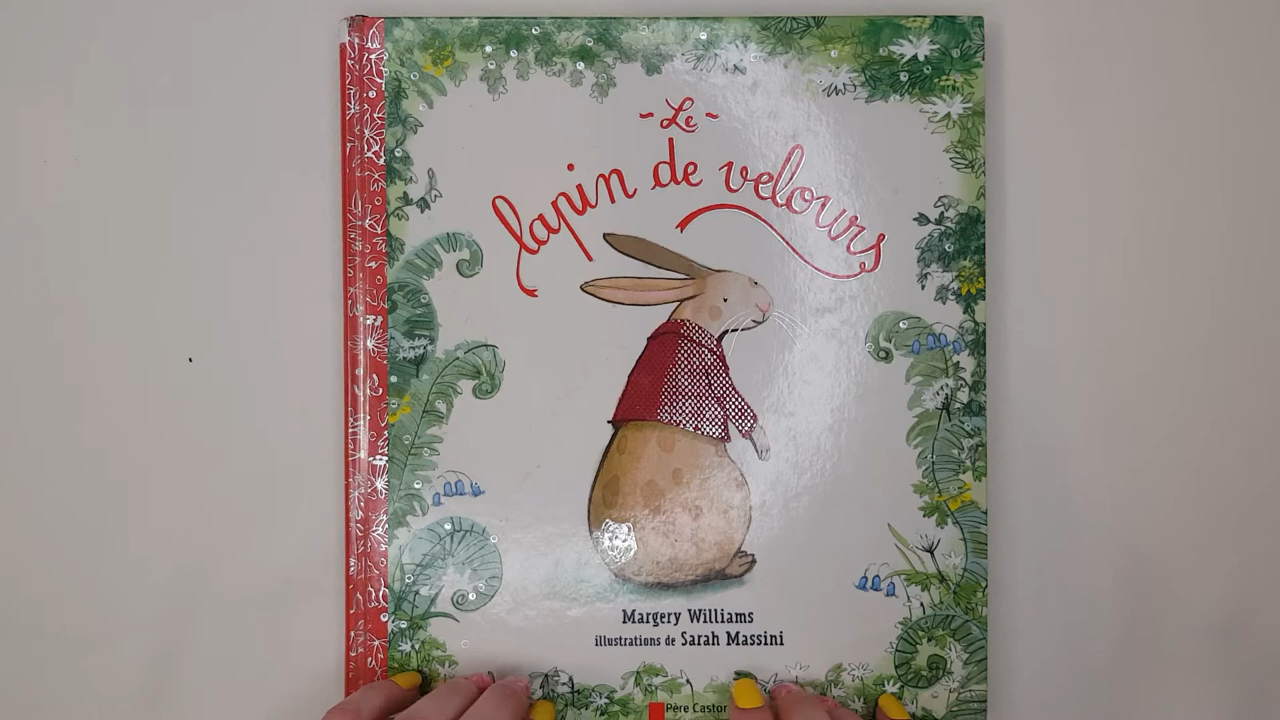 ~Le~
lapin de velours
Margery Williams
illustrations de Sarah Massini
Père Castor